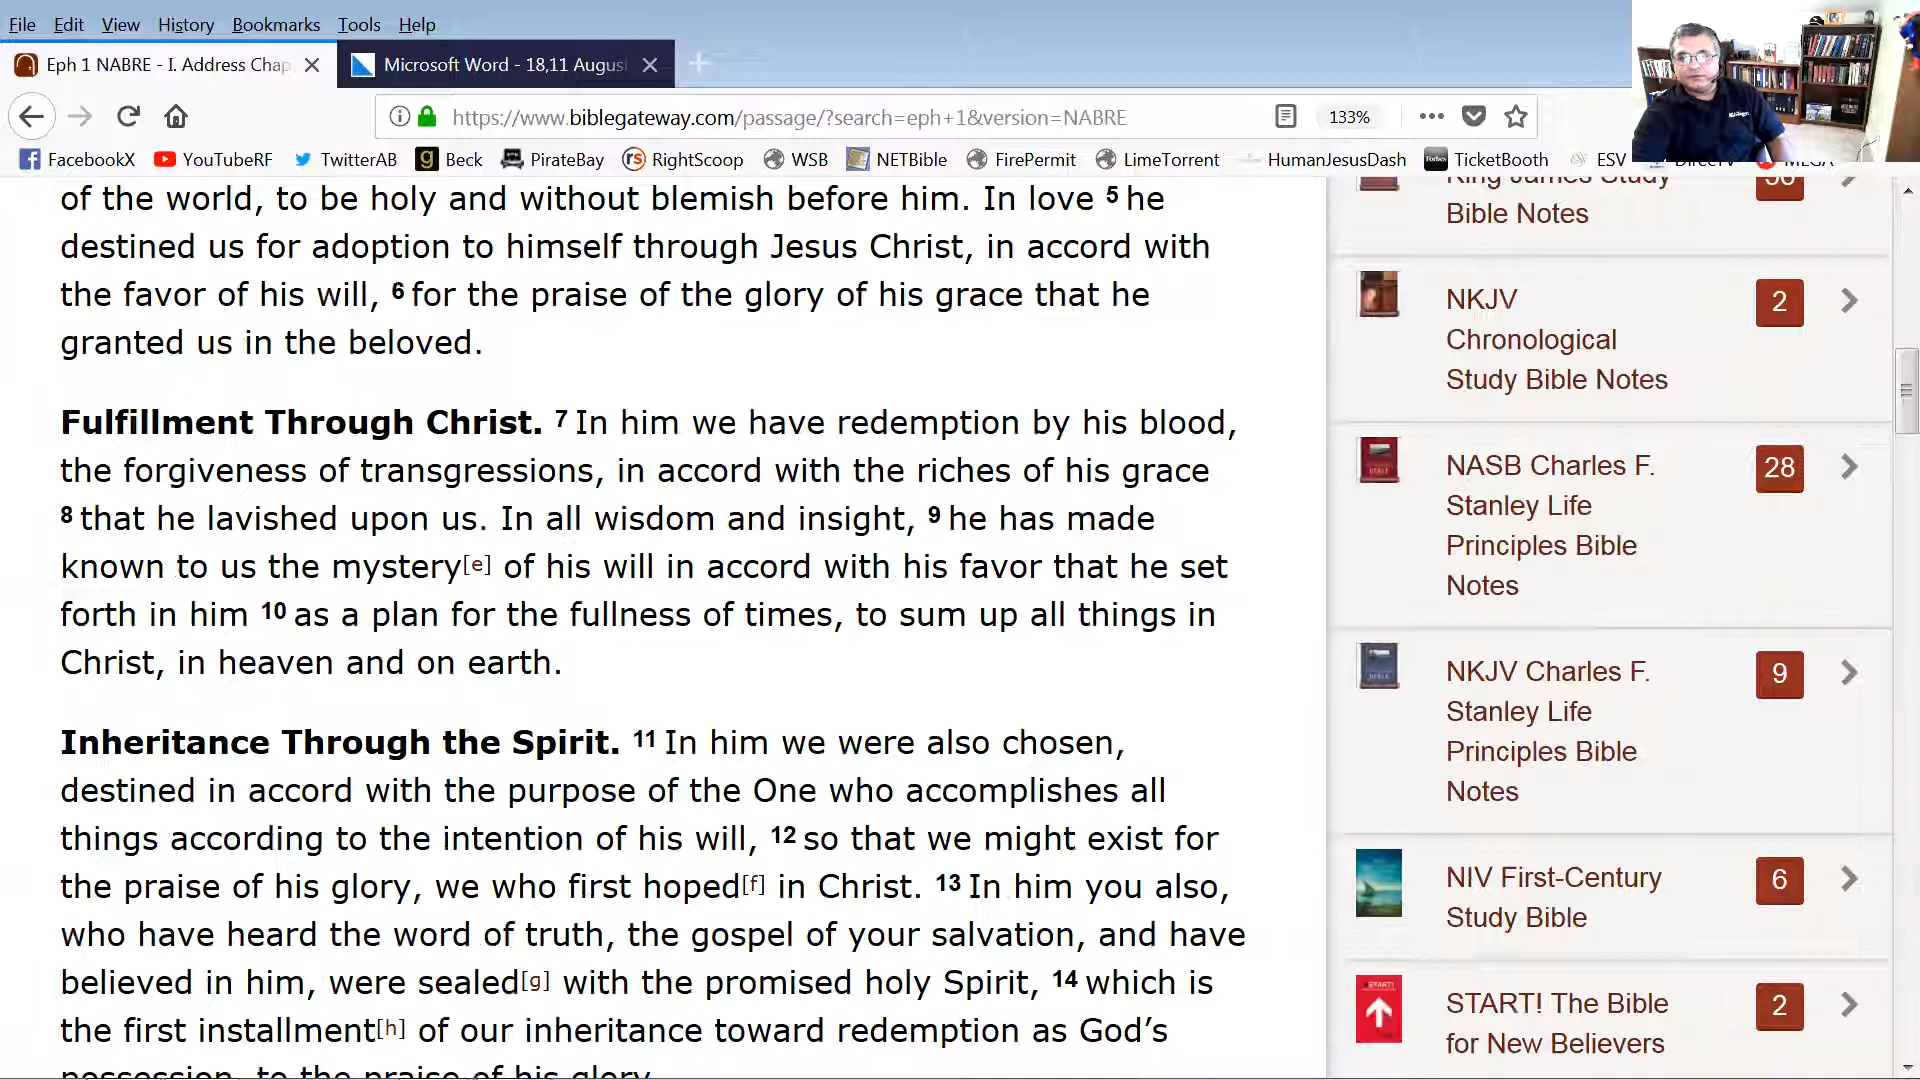 File Edit View History Bookmarks Tools Help
Eph 1 NABRE - I. Address Chap
Microsoft Word - 18,11 Augus
https://www.biblegateway.com/passage/?search=eph+1&version=NABRE
133%
FacebookX YouTubeRF TwitterAB Beck PirateBay RightScoop WSB NETBible FirePermit LimeTorrent HumanJesusDash TicketBooth ESV
of the world, to be holy and without blemish before him. In love 5 he
destined us for adoption to himself through Jesus Christ, in accord with
the favor of his will, 6 for the praise of the glory of his grace that he
granted us in the beloved.
Fulfillment Through Christ. 7 In him we have redemption by his blood,
the forgiveness of transgressions, in accord with the riches of his grace
8 that he lavished upon us. In all wisdom and insight, 9 he has made
known to us the mystery[e] of his will in accord with his favor that he set
forth in him 10 as a plan for the fullness of times, to sum up all things in
Christ, in heaven and on earth.
Inheritance Through the Spirit. 11 In him we were also chosen,
destined in accord with the purpose of the One who accomplishes all
things according to the intention of his will, 12 so that we might exist for
the praise of his glory, we who first hoped[f] in Christ. 13 In him you also,
who have heard the word of truth, the gospel of your salvation, and have
believed in him, were sealed[g] with the promised holy Spirit, 14 which is
the first installment[h] of our inheritance toward redemption as God's
possession, to the praise of his glory.
King James Study
Bible Notes
NKJV
Chronological
Study Bible Notes
2
NASB Charles F.
Stanley Life
Principles Bible
Notes
28
NKJV Charles F.
Stanley Life
Principles Bible
Notes
9
NIV First-Century
Study Bible
6
START! The Bible
for New Believers
2